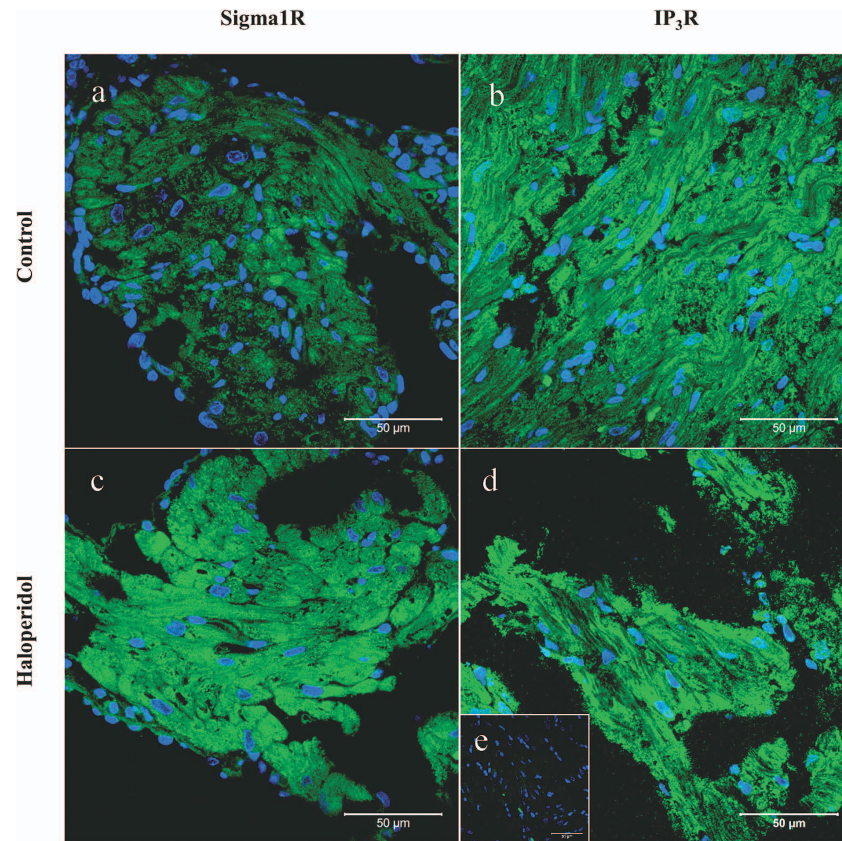 Sigma1R
IP₃R
Control
a
b
50 µm
50 µm
Haloperidol
c
d
e
50 µm
50 µm